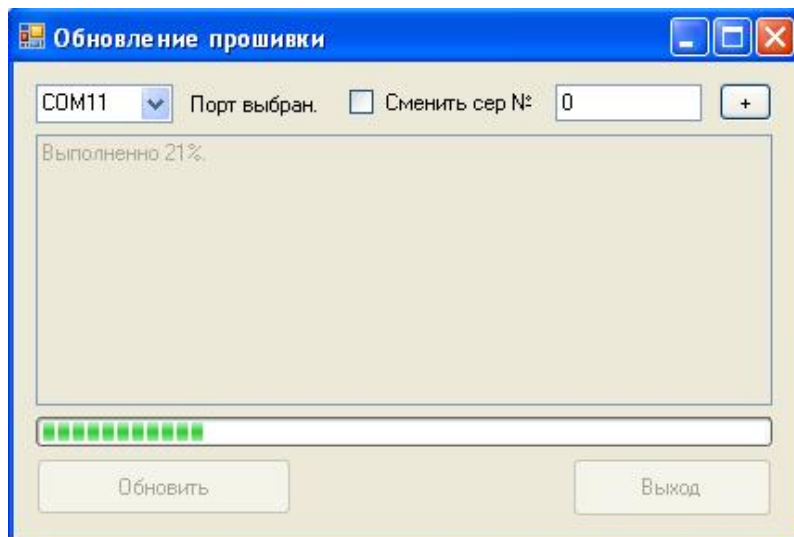 Обновление прошивки
COM11 Порт выбран. Сменить сер № 0 +
Выполненно 21%.
Обновить Выход